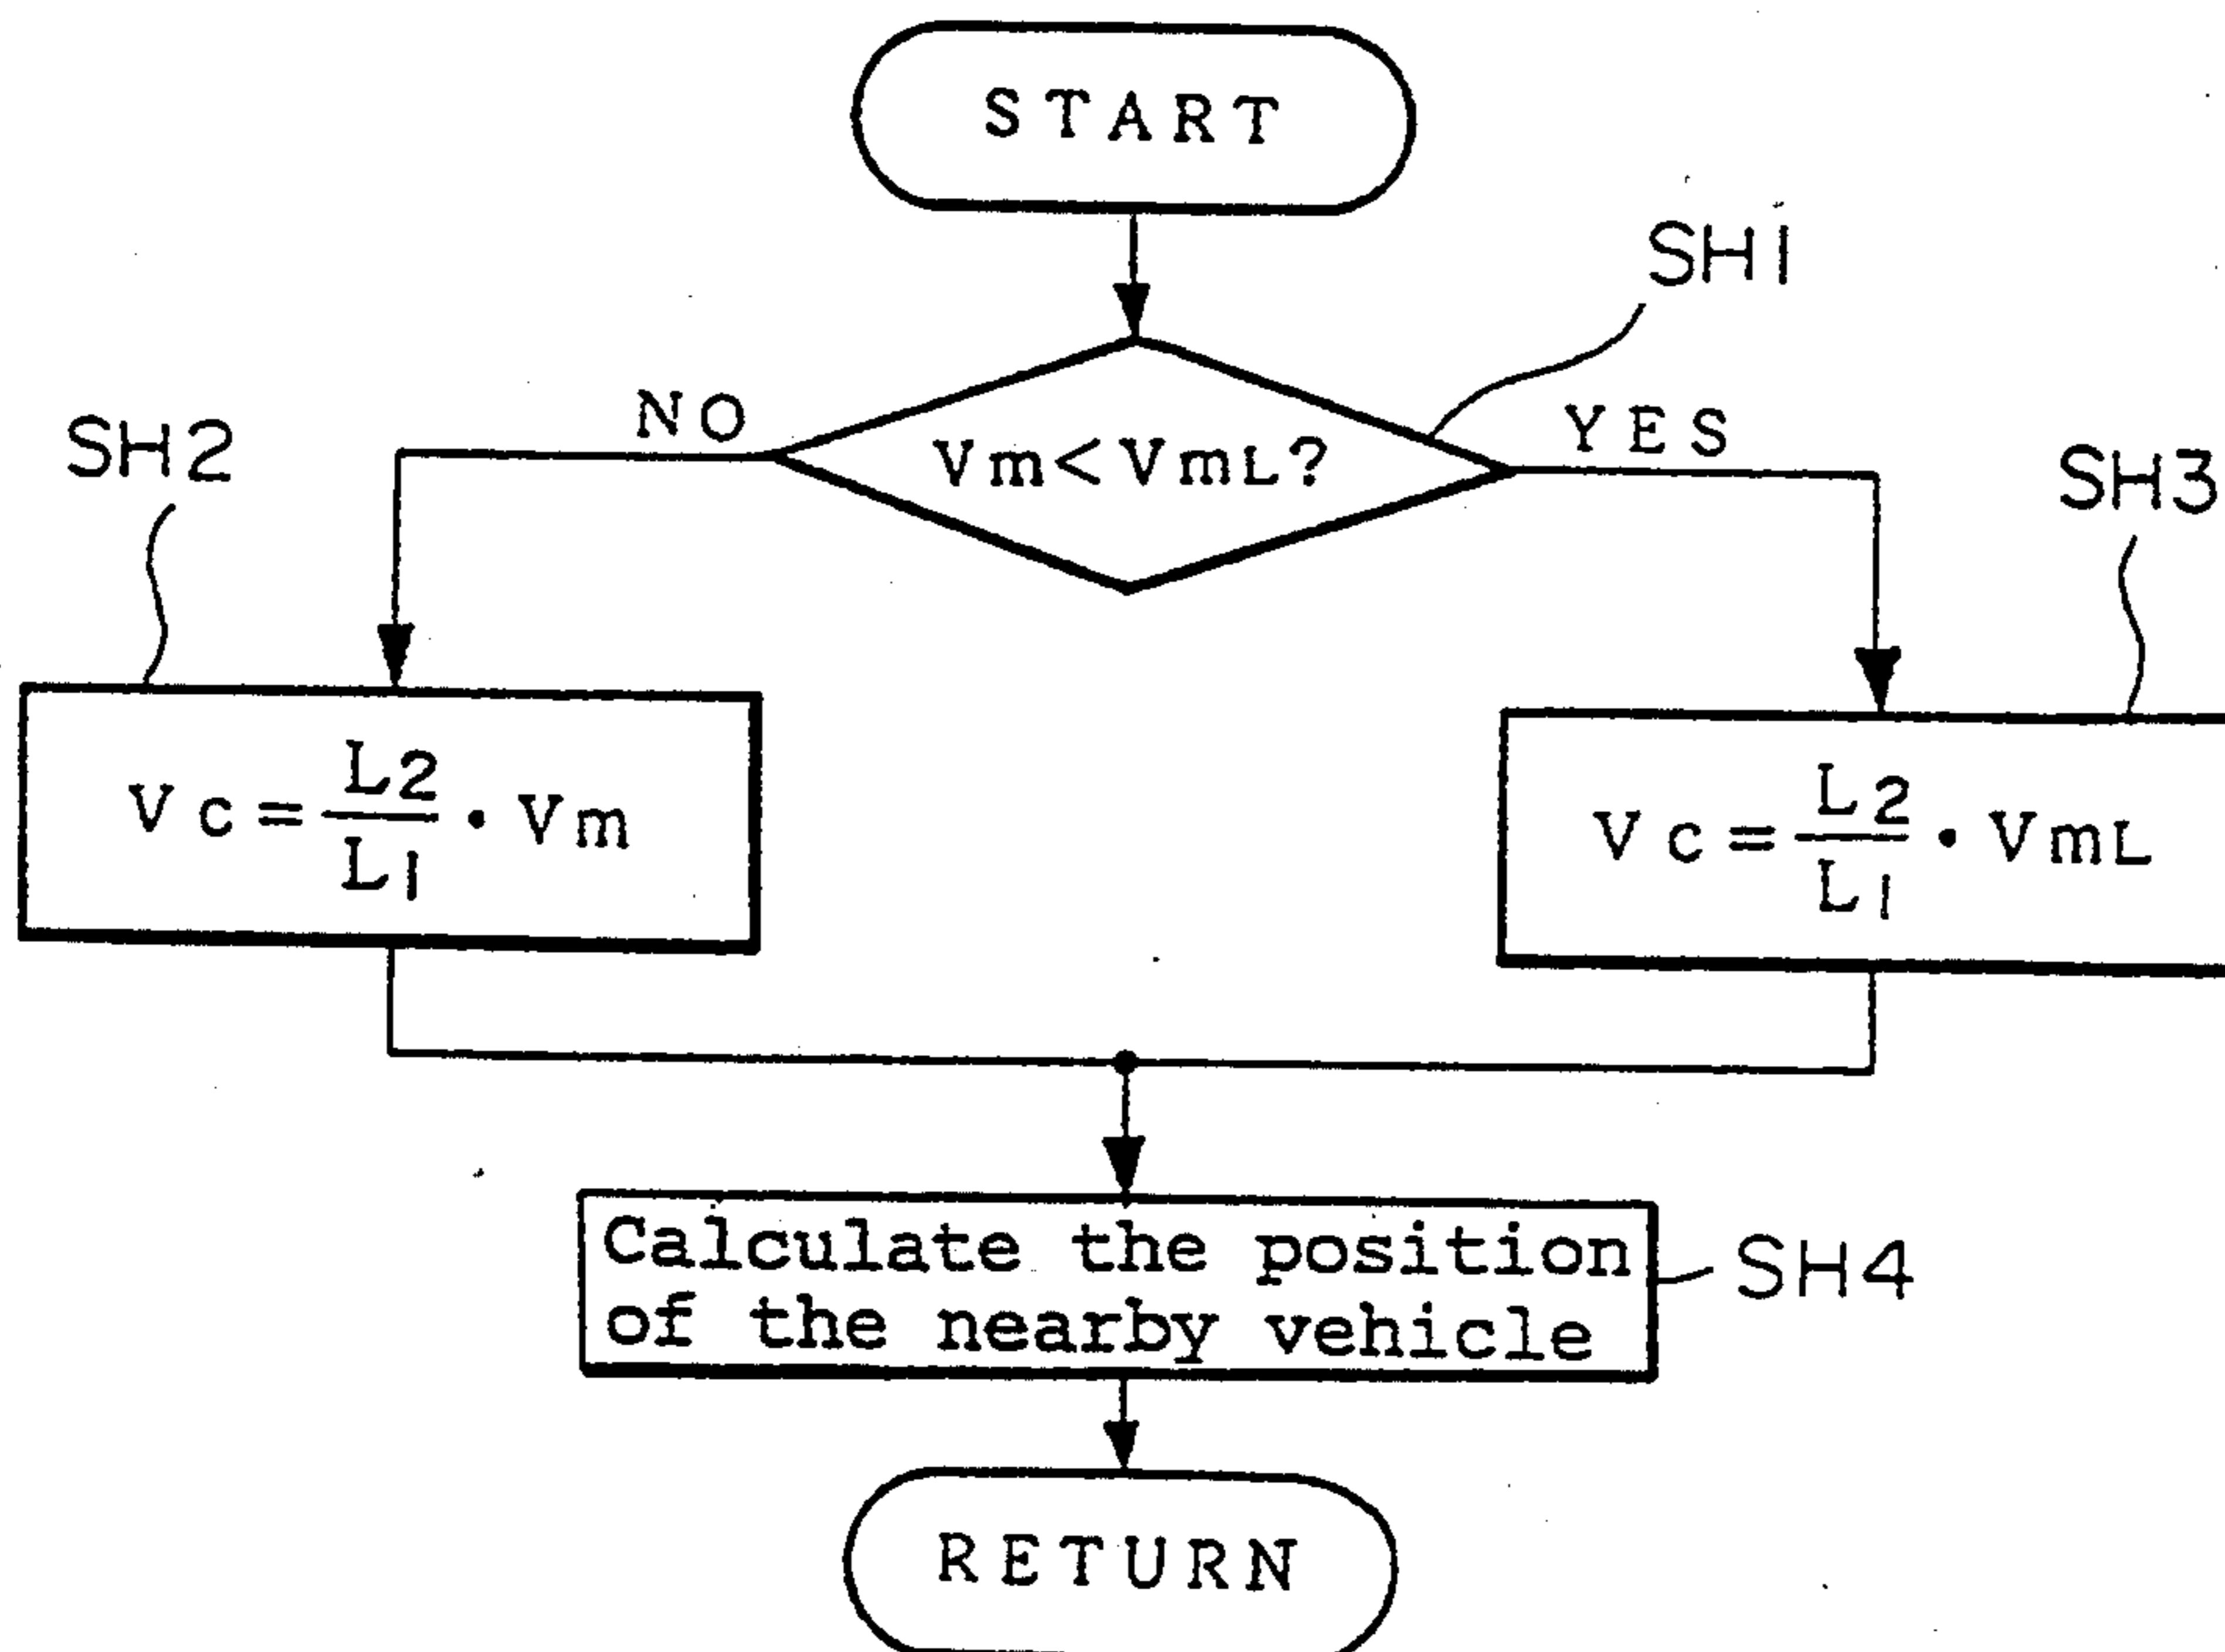 START
SH1
NO
YES
SH2
Vm<VmL?
SH3
Vc=L2/L1・Vm
Vc=L2/L1・VmL
Calculate the position
of the nearby vehicle
SH4
RETURN